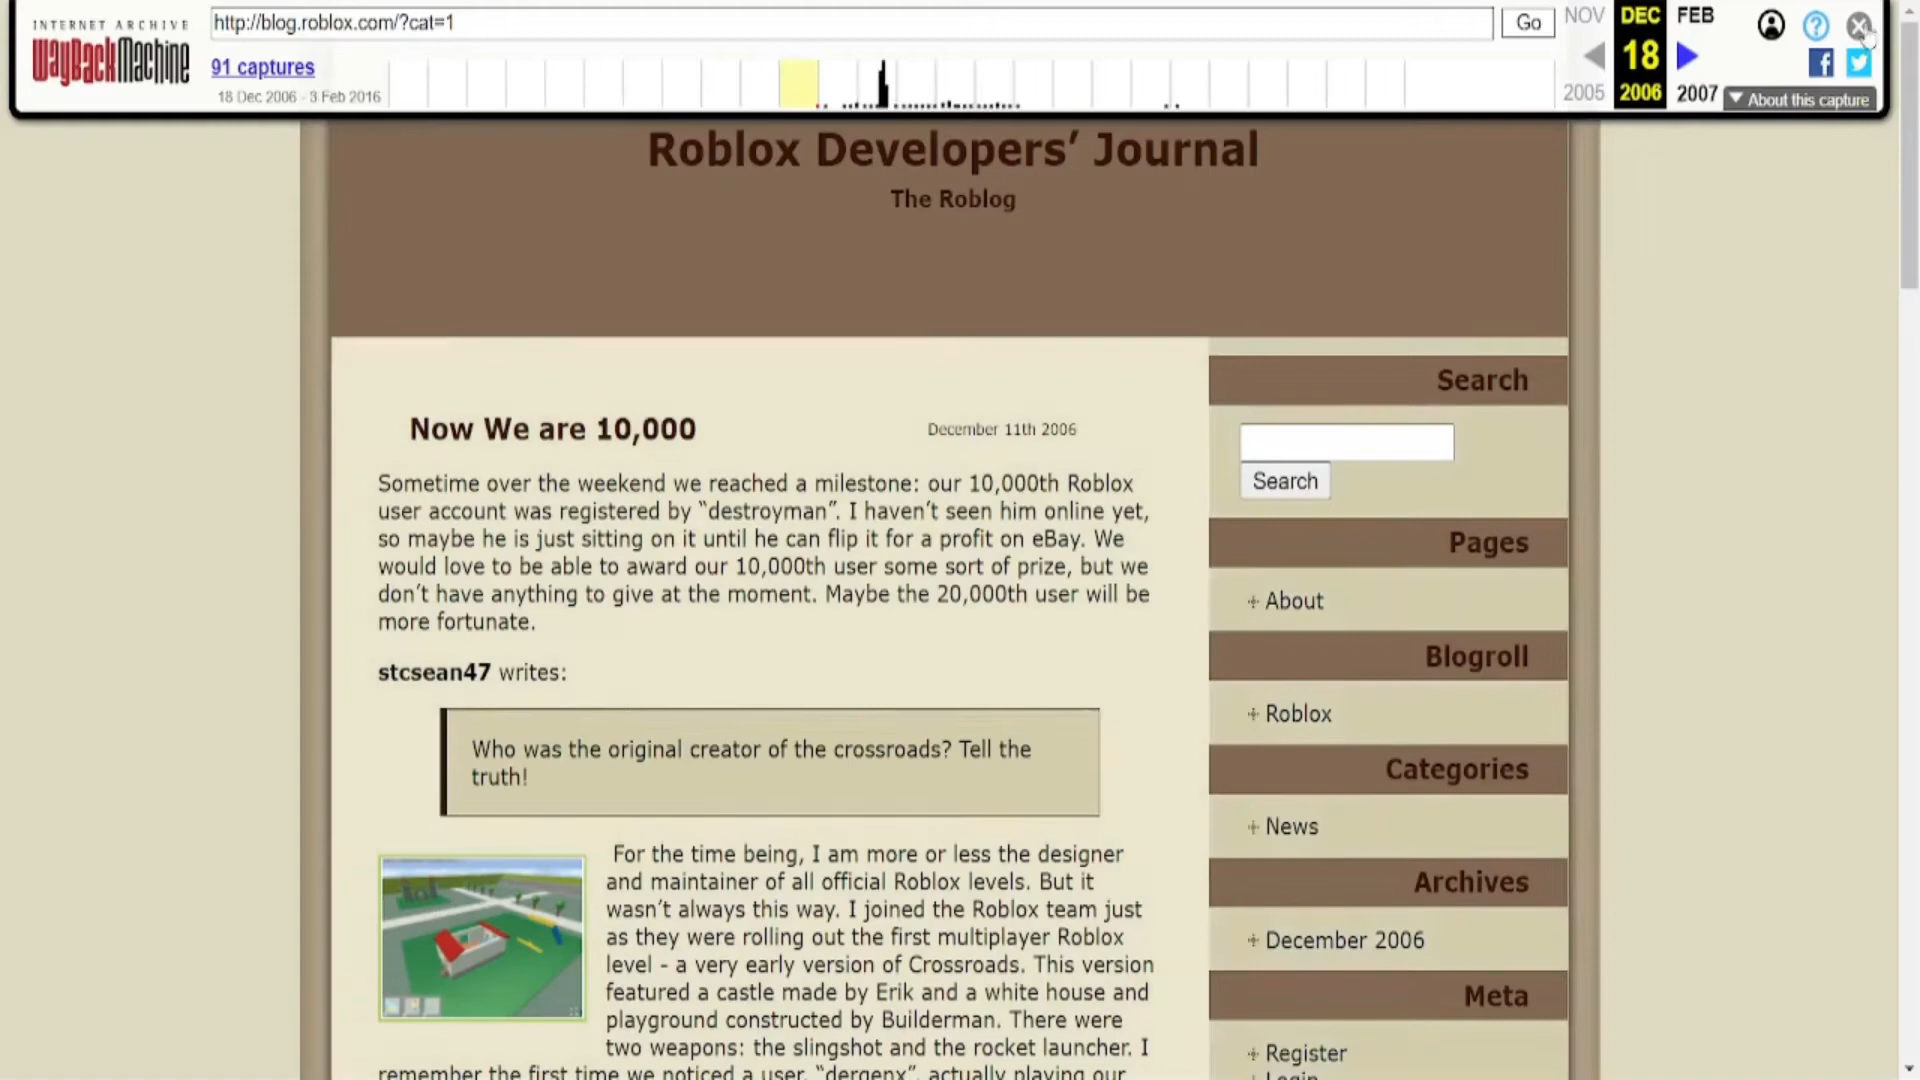 INTERNET ARCHIVE
WayBackMachine
http://blog.roblox.com/?cat=1
Go
91 captures
18 Dec 2006 - 3 Feb 2016
NOV DEC FEB
18
2005 2006 2007
About this capture
Roblox Developers’ Journal
The Roblog
Now We are 10,000
December 11th 2006
Sometime over the weekend we reached a milestone: our 10,000th Roblox
user account was registered by “destroyman”. I haven’t seen him online yet,
so maybe he is just sitting on it until he can flip it for a profit on eBay. We
would love to be able to award our 10,000th user some sort of prize, but we
don’t have anything to give at the moment. Maybe the 20,000th user will be
more fortunate.
stcsean47 writes:
Who was the original creator of the crossroads? Tell the
truth!
For the time being, I am more or less the designer
and maintainer of all official Roblox levels. But it
wasn’t always this way. I joined the Roblox team just
as they were rolling out the first multiplayer Roblox
level - a very early version of Crossroads. This version
featured a castle made by Erik and a white house and
playground constructed by Builderman. There were
two weapons: the slingshot and the rocket launcher. I
remember the first time we noticed a user, “dergenx”, actually playing our
Search
Search
Pages
About
Blogroll
Roblox
Categories
News
Archives
December 2006
Meta
Register
Login